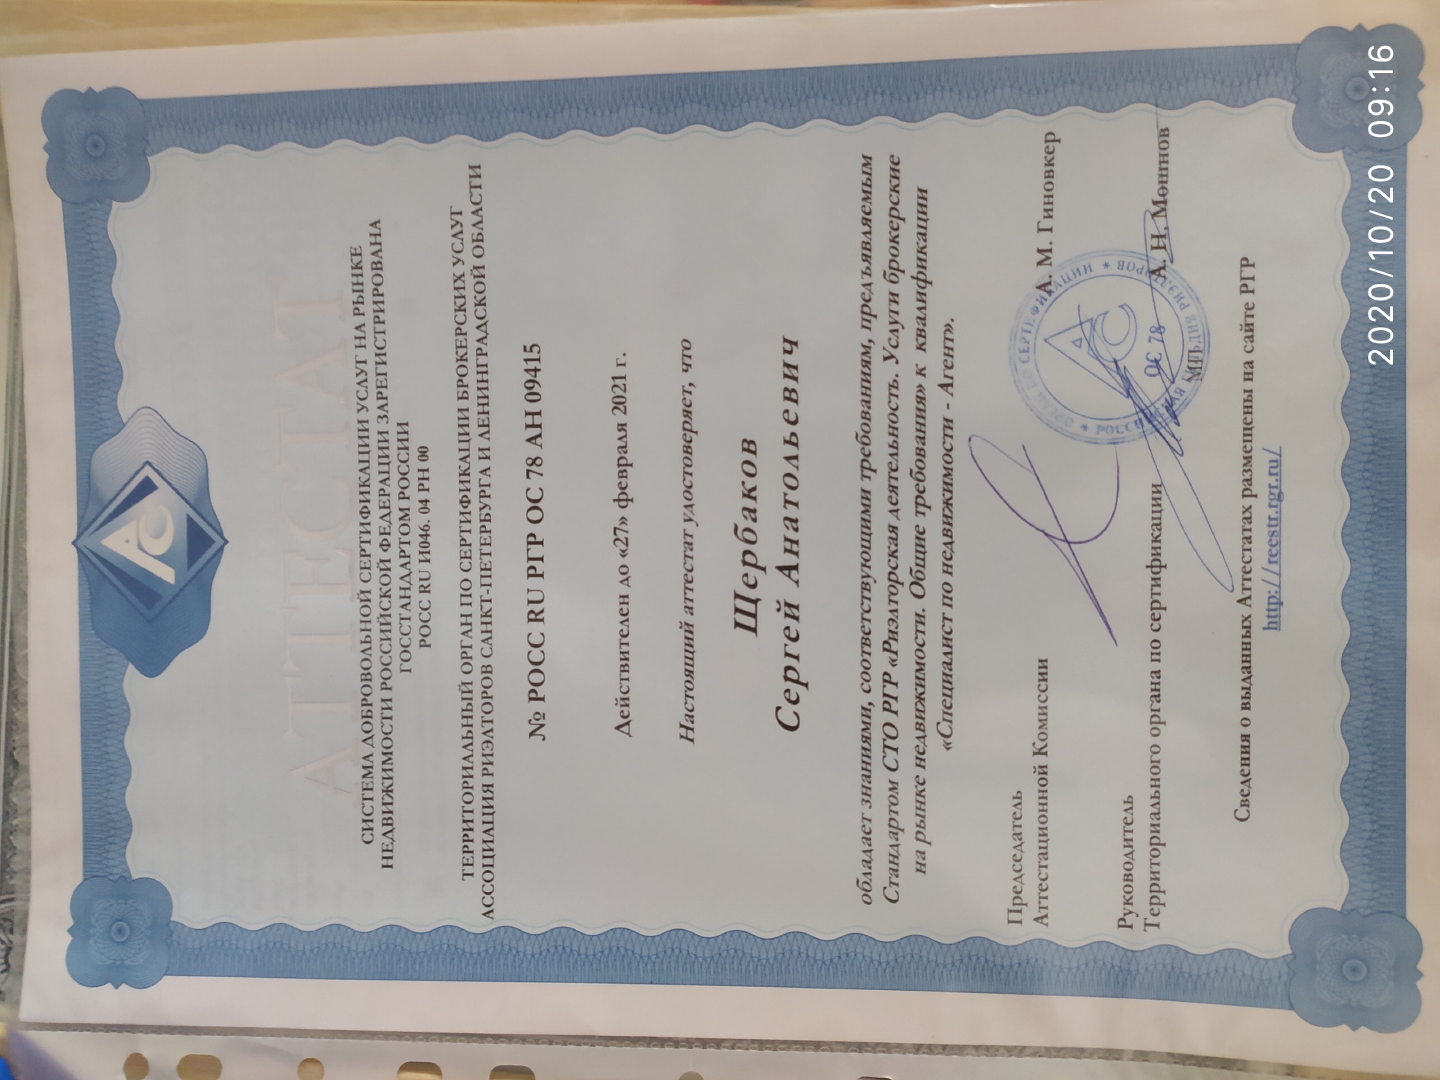 АТТЕСТАТ
СИСТЕМА ДОБРОВОЛЬНОЙ СЕРТИФИКАЦИИ УСЛУГ НА РЫНКЕ
НЕДВИЖИМОСТИ РОССИЙСКОЙ ФЕДЕРАЦИИ ЗАРЕГИСТРИРОВАНА
ГОССТАНДАРТОМ РОССИИ
РОСС RU И046. 04 РН 00
ТЕРРИТОРИАЛЬНЫЙ ОРГАН ПО СЕРТИФИКАЦИИ БРОКЕРСКИХ УСЛУГ
АССОЦИАЦИЯ РИЭЛТОРОВ САНКТ-ПЕТЕРБУРГА И ЛЕНИНГРАДСКОЙ ОБЛАСТИ
№ РОСС RU РГР ОС 78 АН 09415
Действителен до «27» февраля 2021 г.
Настоящий аттестат удостоверяет, что
Щербаков
Сергей Анатольевич
обладает знаниями, соответствующими требованиям, предъявляемым
Стандартом СТО РГР «Риэлторская деятельность. Услуги брокерские
на рынке недвижимости. Общие требования» к квалификации
«Специалист по недвижимости - Агент».
Председатель
Аттестационной Комиссии А. М. Гиновкер
Руководитель
Территориального органа по сертификации МП А. Н. Моннов
ОС 78
Сведения о выданных Аттестатах размещены на сайте РГР
http://reestr.rgr.ru/
2020/10/20 09:16